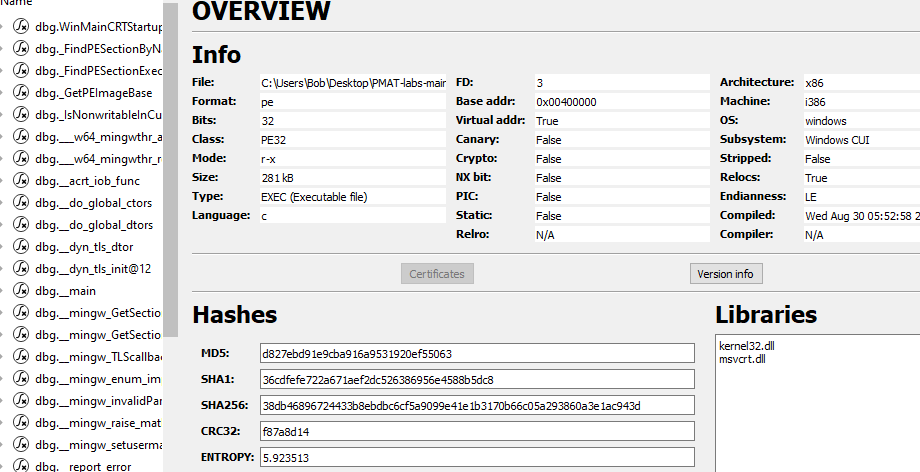 Name
dbg.WinMainCRTStartup
dbg._FindPESectionByN
dbg._FindPESectionExec
dbg._GetPEImageBase
dbg._IsNonwritableInCu
dbg.___w64_mingwthr_a
dbg.___w64_mingwthr_r
dbg.__acrt_iob_func
dbg.__do_global_ctors
dbg.__do_global_dtors
dbg.__dyn_tls_dtor
dbg.__dyn_tls_init@12
dbg.__main
dbg.__mingw_GetSectio
dbg.__mingw_GetSectio
dbg.__mingw_TLScallba
dbg.__mingw_enum_im
dbg.__mingw_invalidPar
dbg.__mingw_raise_mat
dbg.__mingw_setuserma
dbg.__report_error
OVERVIEW
Info
File: C:\Users\Bob\Desktop\PMAT-labs-mair
Format: pe
Bits: 32
Class: PE32
Mode: r-x
Size: 281 kB
Type: EXEC (Executable file)
Language: c
FD: 3
Base addr: 0x00400000
Virtual addr: True
Canary: False
Crypto: False
NX bit: False
PIC: False
Static: False
Relro: N/A
Architecture: x86
Machine: i386
OS: windows
Subsystem: Windows CUI
Stripped: False
Relocs: True
Endianness: LE
Compiled: Wed Aug 30 05:52:58 2
Compiler: N/A
Certificates
Version info
Hashes
MD5: d827ebd91e9cba916a9531920ef55063
SHA1: 36cdfefe722a671aef2dc526386956e4588b5dc8
SHA256: 38db46896724433b8ebdbc6cf5a9099e41e1b3170b66c05a293860a3e1ac943d
CRC32: f87a8d14
ENTROPY: 5.923513
Libraries
kernel32.dll
msvcrt.dll